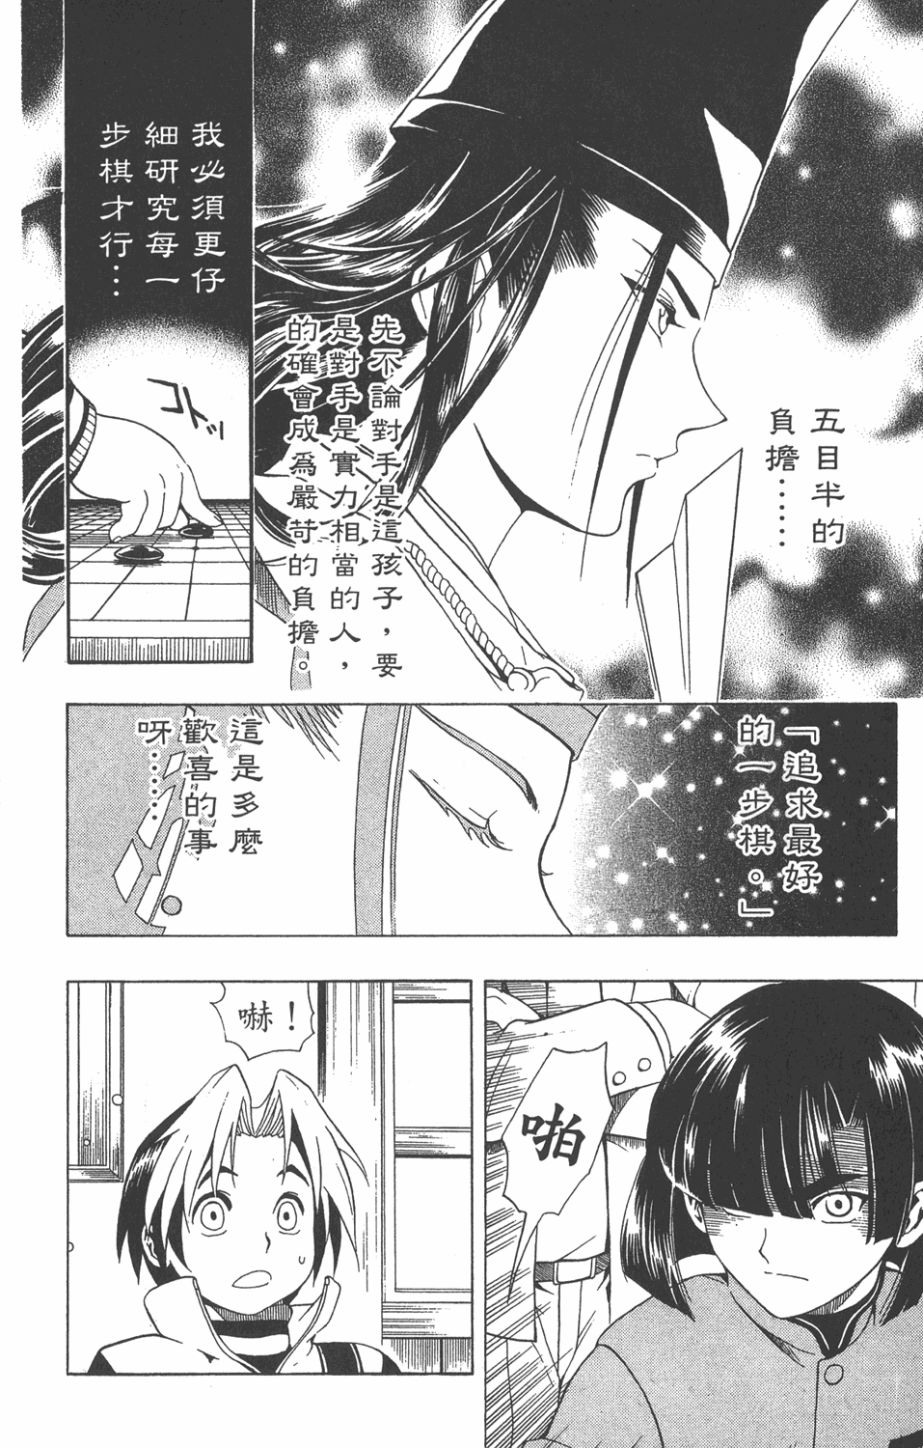 五目半的
負擔……
先不論對手是這孩子，要
是對手是實力相當的人，
的確會成爲嚴苛的負擔。
我必須更仔
細研究每一
步棋才行…
コトッ
「追求最好
的一步棋。」
這是多麼
歡喜的事
呀……
啪
嚇！